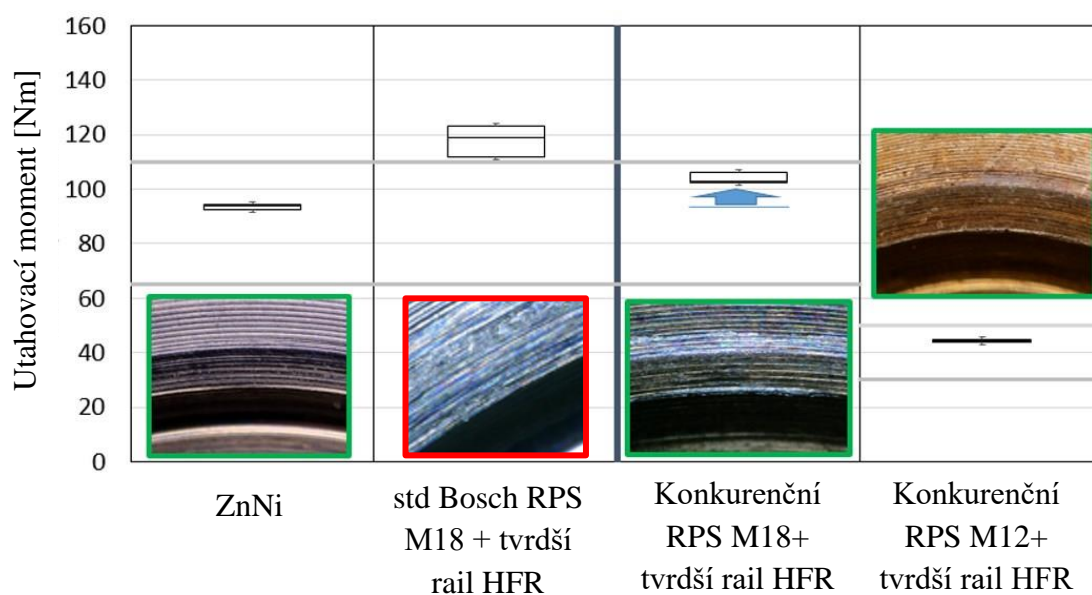 Utahovací moment [Nm]
160
140
120
100
80
60
40
20
0
ZnNi
std Bosch RPS
M18 + tvrdší
rail HFR
Konkurenční
RPS M18+
tvrdší rail HFR
Konkurenční
RPS M12+
tvrdší rail HFR